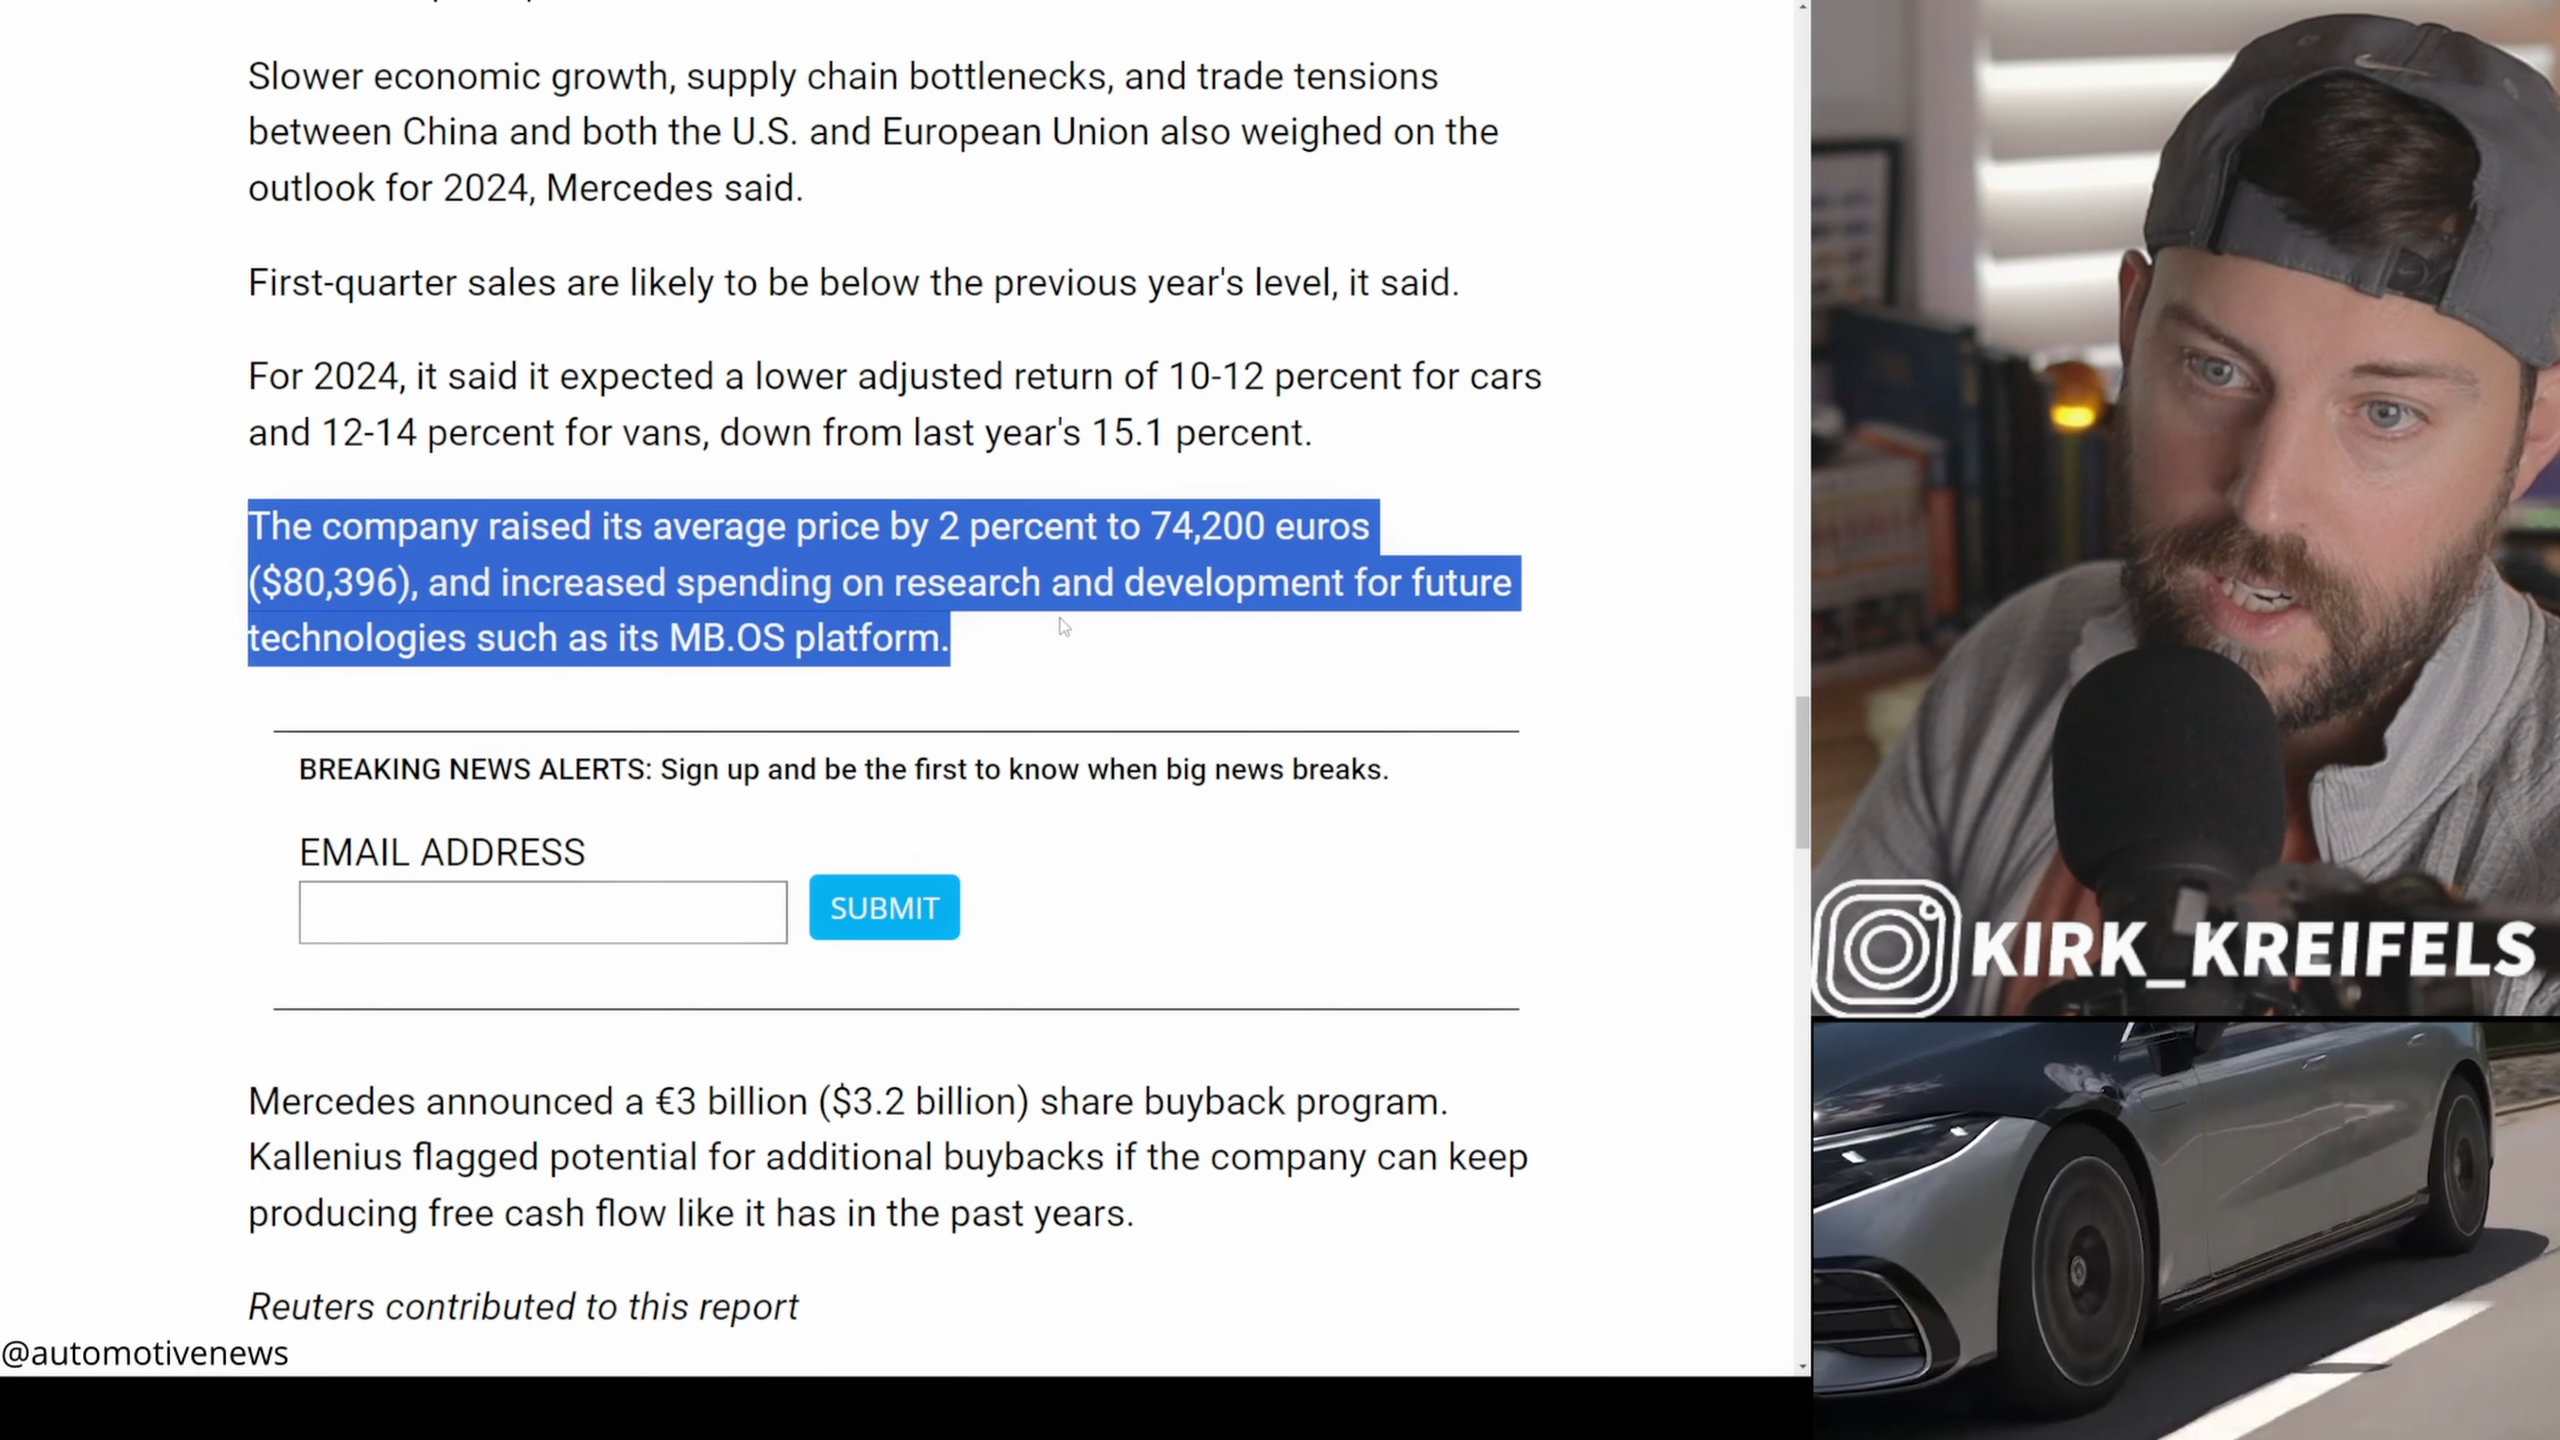 Slower economic growth, supply chain bottlenecks, and trade tensions
between China and both the U.S. and European Union also weighed on the
outlook for 2024, Mercedes said.
First-quarter sales are likely to be below the previous year's level, it said.
For 2024, it said it expected a lower adjusted return of 10-12 percent for cars
and 12-14 percent for vans, down from last year's 15.1 percent.
The company raised its average price by 2 percent to 74,200 euros
($80,396), and increased spending on research and development for future
technologies such as its MB.OS platform.
BREAKING NEWS ALERTS: Sign up and be the first to know when big news breaks.
EMAIL ADDRESS
SUBMIT
Mercedes announced a €3 billion ($3.2 billion) share buyback program.
Kallenius flagged potential for additional buybacks if the company can keep
producing free cash flow like it has in the past years.
Reuters contributed to this report
@automotivenews
KIRK_KREIFELS